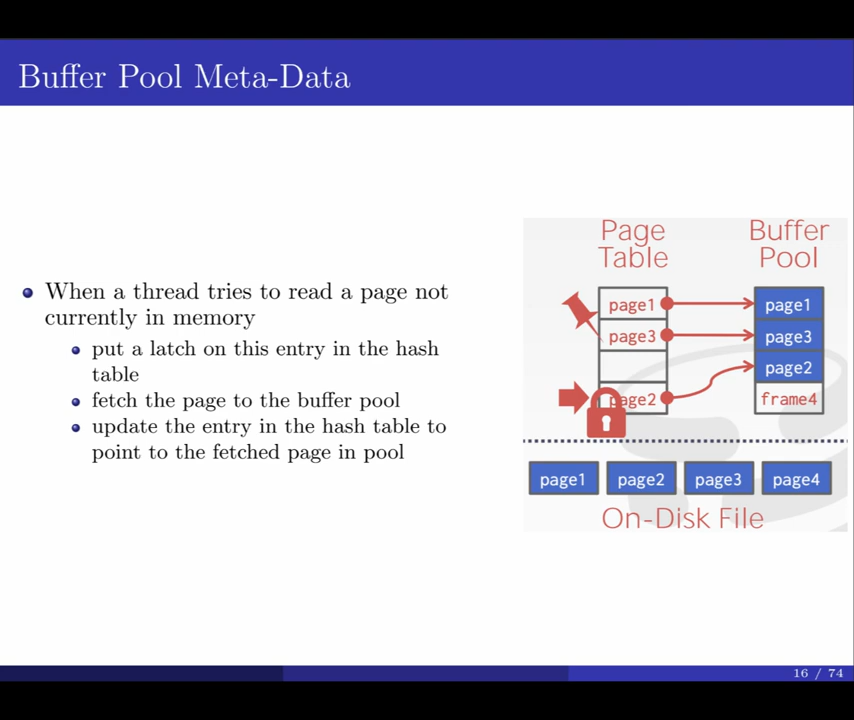 Buffer Pool Meta-Data
When a thread tries to read a page not
currently in memory
put a latch on this entry in the hash
table
fetch the page to the buffer pool
update the entry in the hash table to
point to the fetched page in pool
Page
Table
Buffer
Pool
page1
page3
page2
page1
page3
page2
frame4
page1
page2
page3
page4
On-Disk File
16 / 74